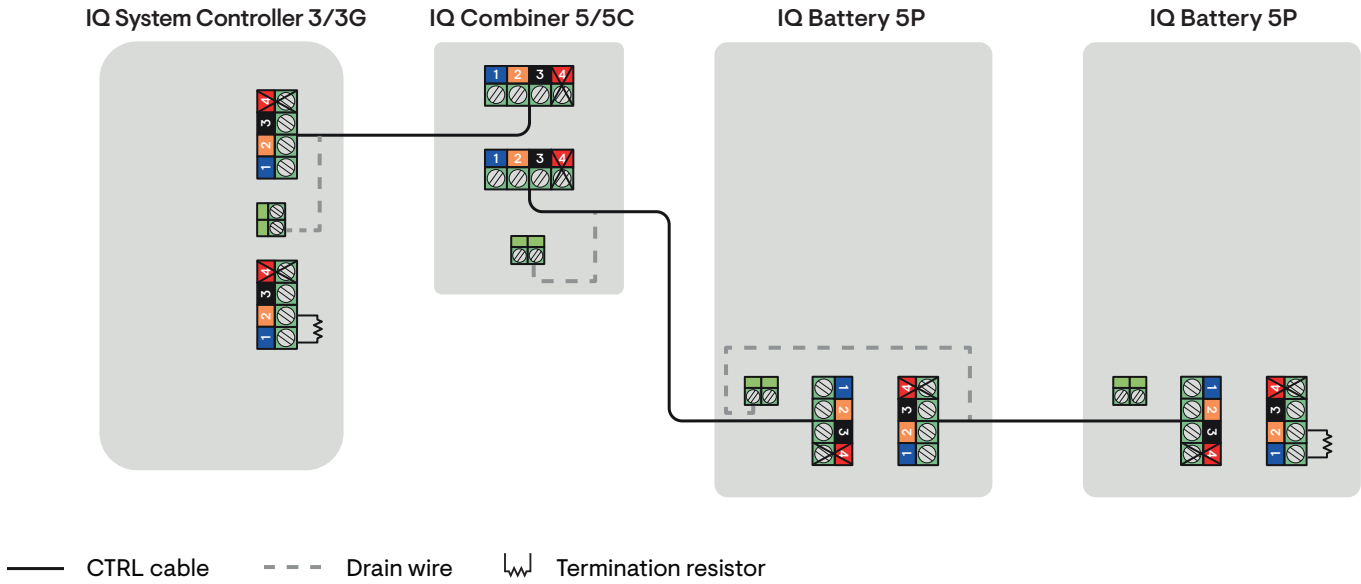 IQ System Controller 3/3G
IQ Combiner 5/5C
IQ Battery 5P
IQ Battery 5P
1 2 3 4
1 2 3 4
4
3
2
1
4
3
2
1
1
2
3
4
4
3
2
1
1
2
3
4
4
3
2
1
CTRL cable
Drain wire
Termination resistor